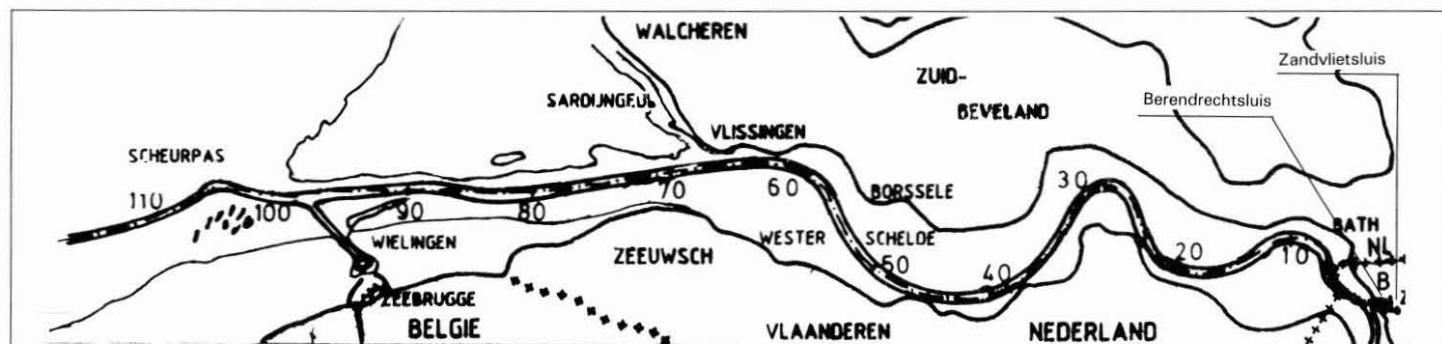 WALCHEREN
Zandvlietsluis
ZUID-
BEVELAND
Berendrechtsluis
SARDIJNGEUL
VLISSINGEN
SCHEURPAS
BORSSELE
110
100
90
80
70
60
30
BATH
NL
WIELINGEN
ZEEUWSCH
WESTER
SCHELDE
50
40
20
10
B
Z
ZEEBRUGGE
BELGIE
VLAANDEREN
NEDERLAND